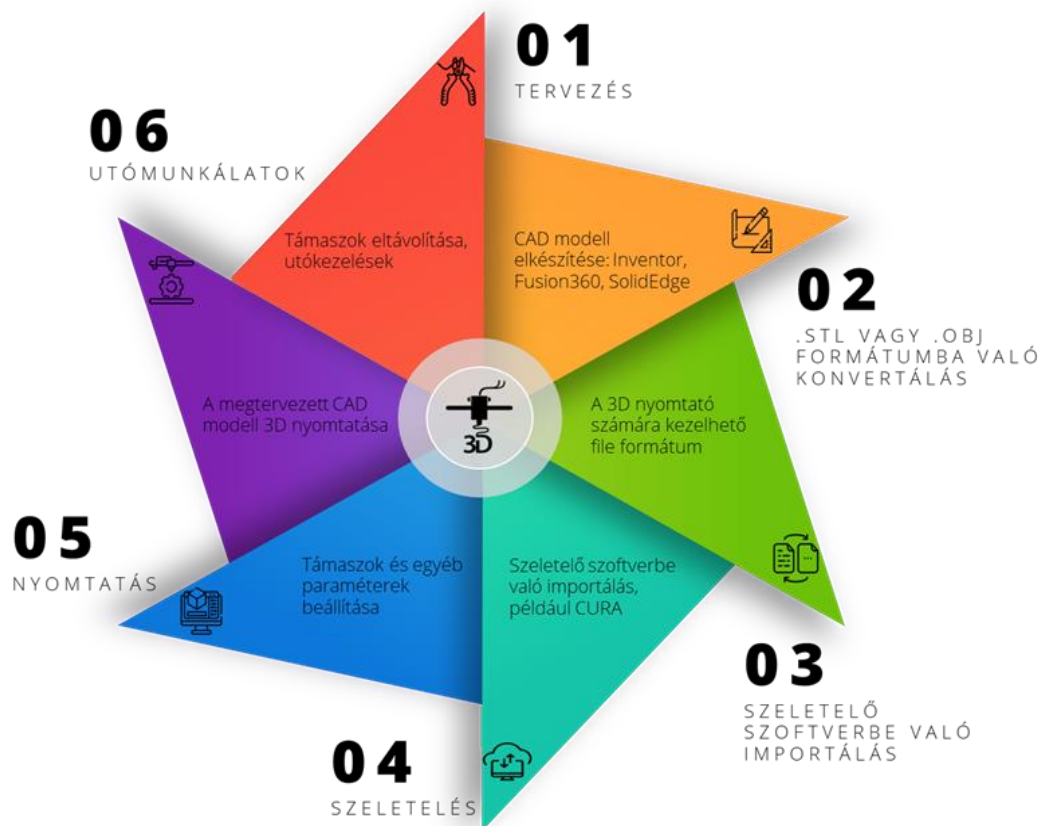 01
TERVEZÉS
CAD modell
elkészítése: Inventor,
Fusion360, SolidEdge
02
.STL VAGY .OBJ
FORMÁTUMBA VALÓ
KONVERTÁLÁS
A 3D nyomtató
számára kezelhető
file formátum
03
SZELETELŐ
SZOFTVERBE VALÓ
IMPORTÁLÁS
Szeletelő szoftverbe
való importálás,
például CURA
04
SZELETELÉS
Támaszok és egyéb
paraméterek
beállítása
05
NYOMTATÁS
A megtervezett CAD
modell 3D nyomtatása
06
UTÓMUNKÁLATOK
Támaszok eltávolítása,
utókezelések
3D